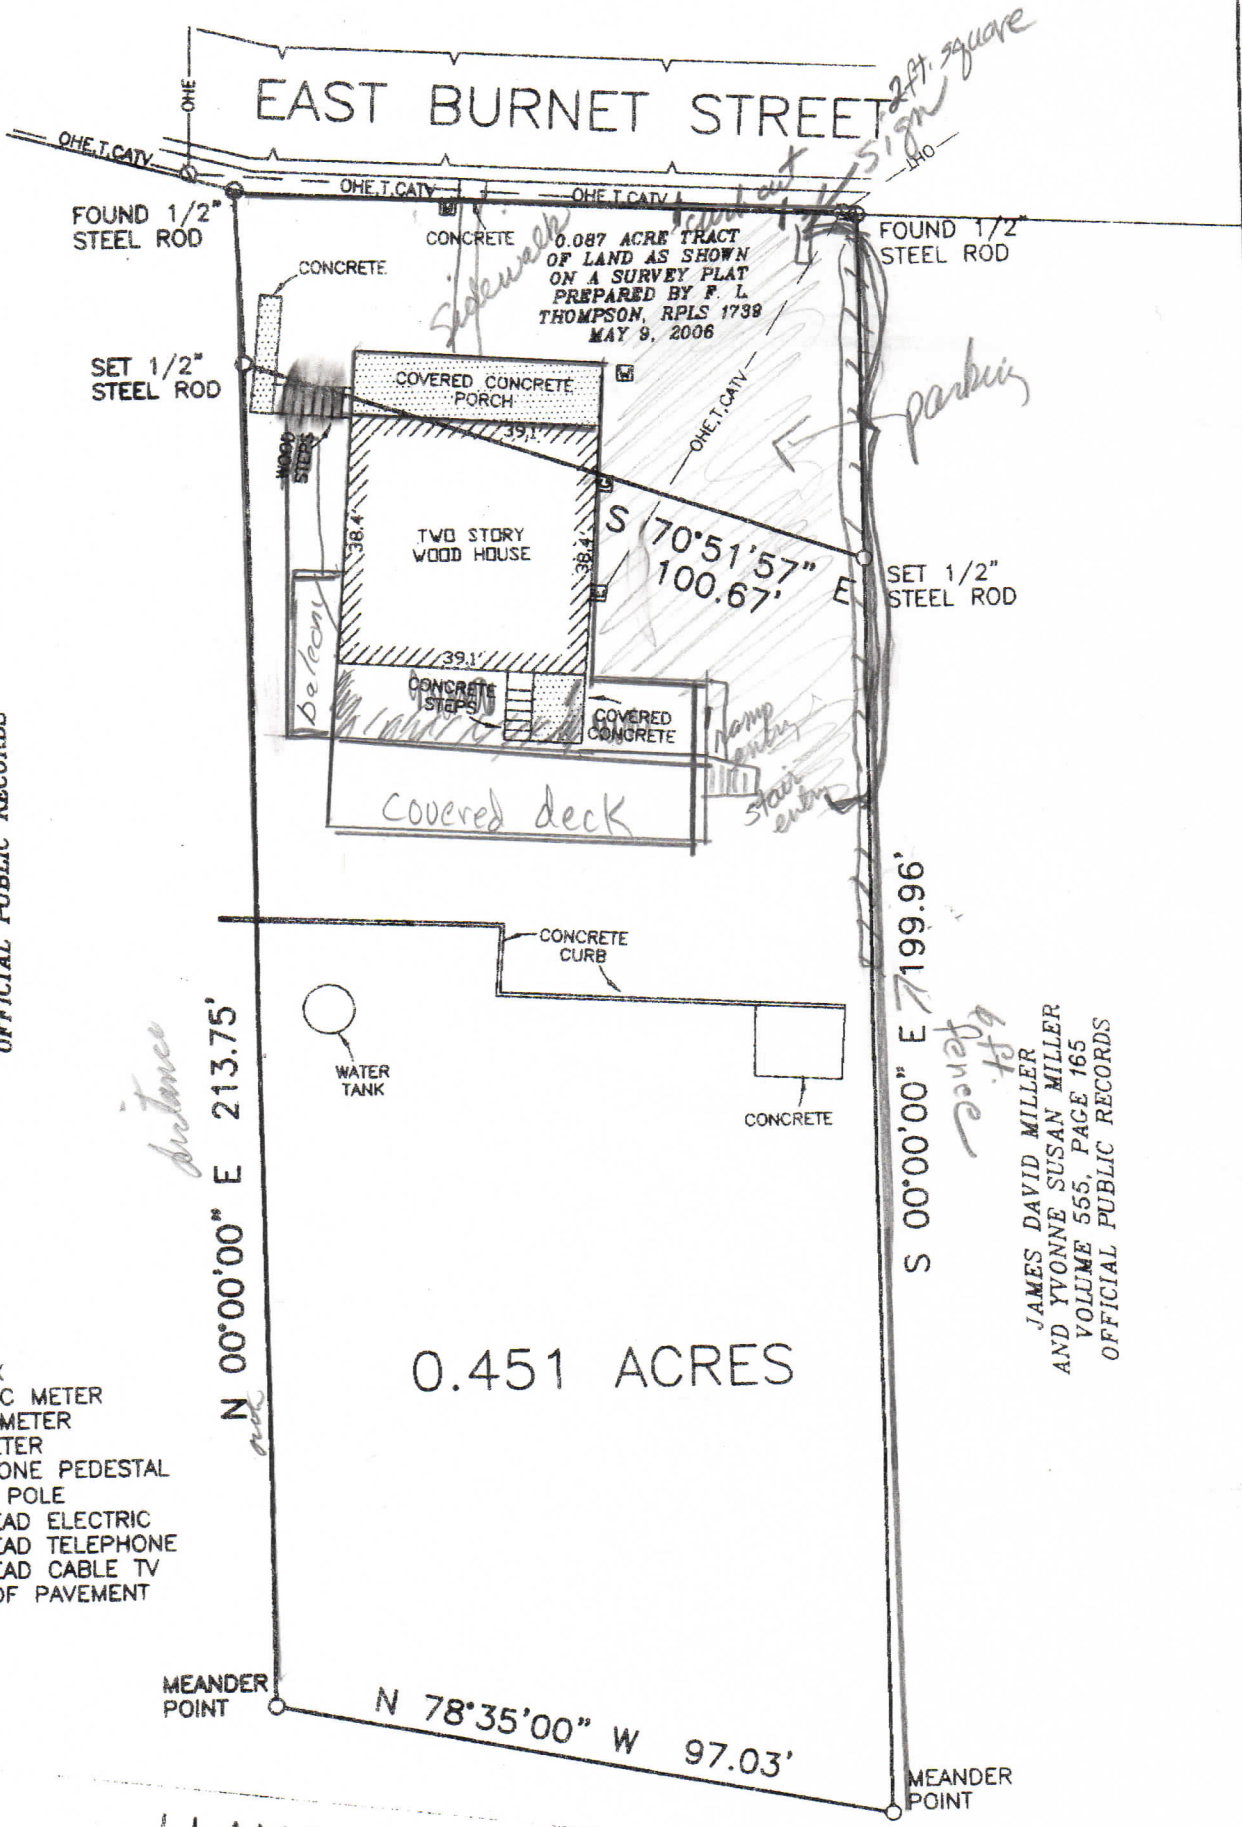 2ft. square
sign
OHE
EAST BURNET STREET
OHE,T,CATV
OHE,T,CATV
OHE,T,CATV
OHT
FOUND 1/2"
STEEL ROD
CONCRETE
sidewalk
curb cut
FOUND 1/2"
STEEL ROD
0.087 ACRE TRACT
OF LAND AS SHOWN
ON A SURVEY PLAT
PREPARED BY F. L.
THOMPSON, RPLS 1739
MAY 9, 2006
CONCRETE
SET 1/2"
STEEL ROD
COVERED CONCRETE
PORCH
W
parking
OHE,T,CATV
39.1'
WOOD
STEPS
38.4'
TWO STORY
WOOD HOUSE
38.4'
G
E
S 70°51'57" E
100.67'
SET 1/2"
STEEL ROD
balcony
39.1'
CONCRETE
STEPS
COVERED
CONCRETE
ramp
entry
stair
entry
covered deck
OFFICIAL PUBLIC RECORDS
CONCRETE
CURB
WATER
TANK
CONCRETE
distance
N 00°00'00" E 213.75'
S 00°00'00" E 199.96'
6 ft
fence
JAMES DAVID MILLER
AND YVONNE SUSAN MILLER
VOLUME 555, PAGE 165
OFFICIAL PUBLIC RECORDS
0.451 ACRES
C METER
METER
TER
ONE PEDESTAL
POLE
EAD ELECTRIC
EAD TELEPHONE
EAD CABLE TV
OF PAVEMENT
MEANDER
POINT
N 78°35'00" W 97.03'
MEANDER
POINT